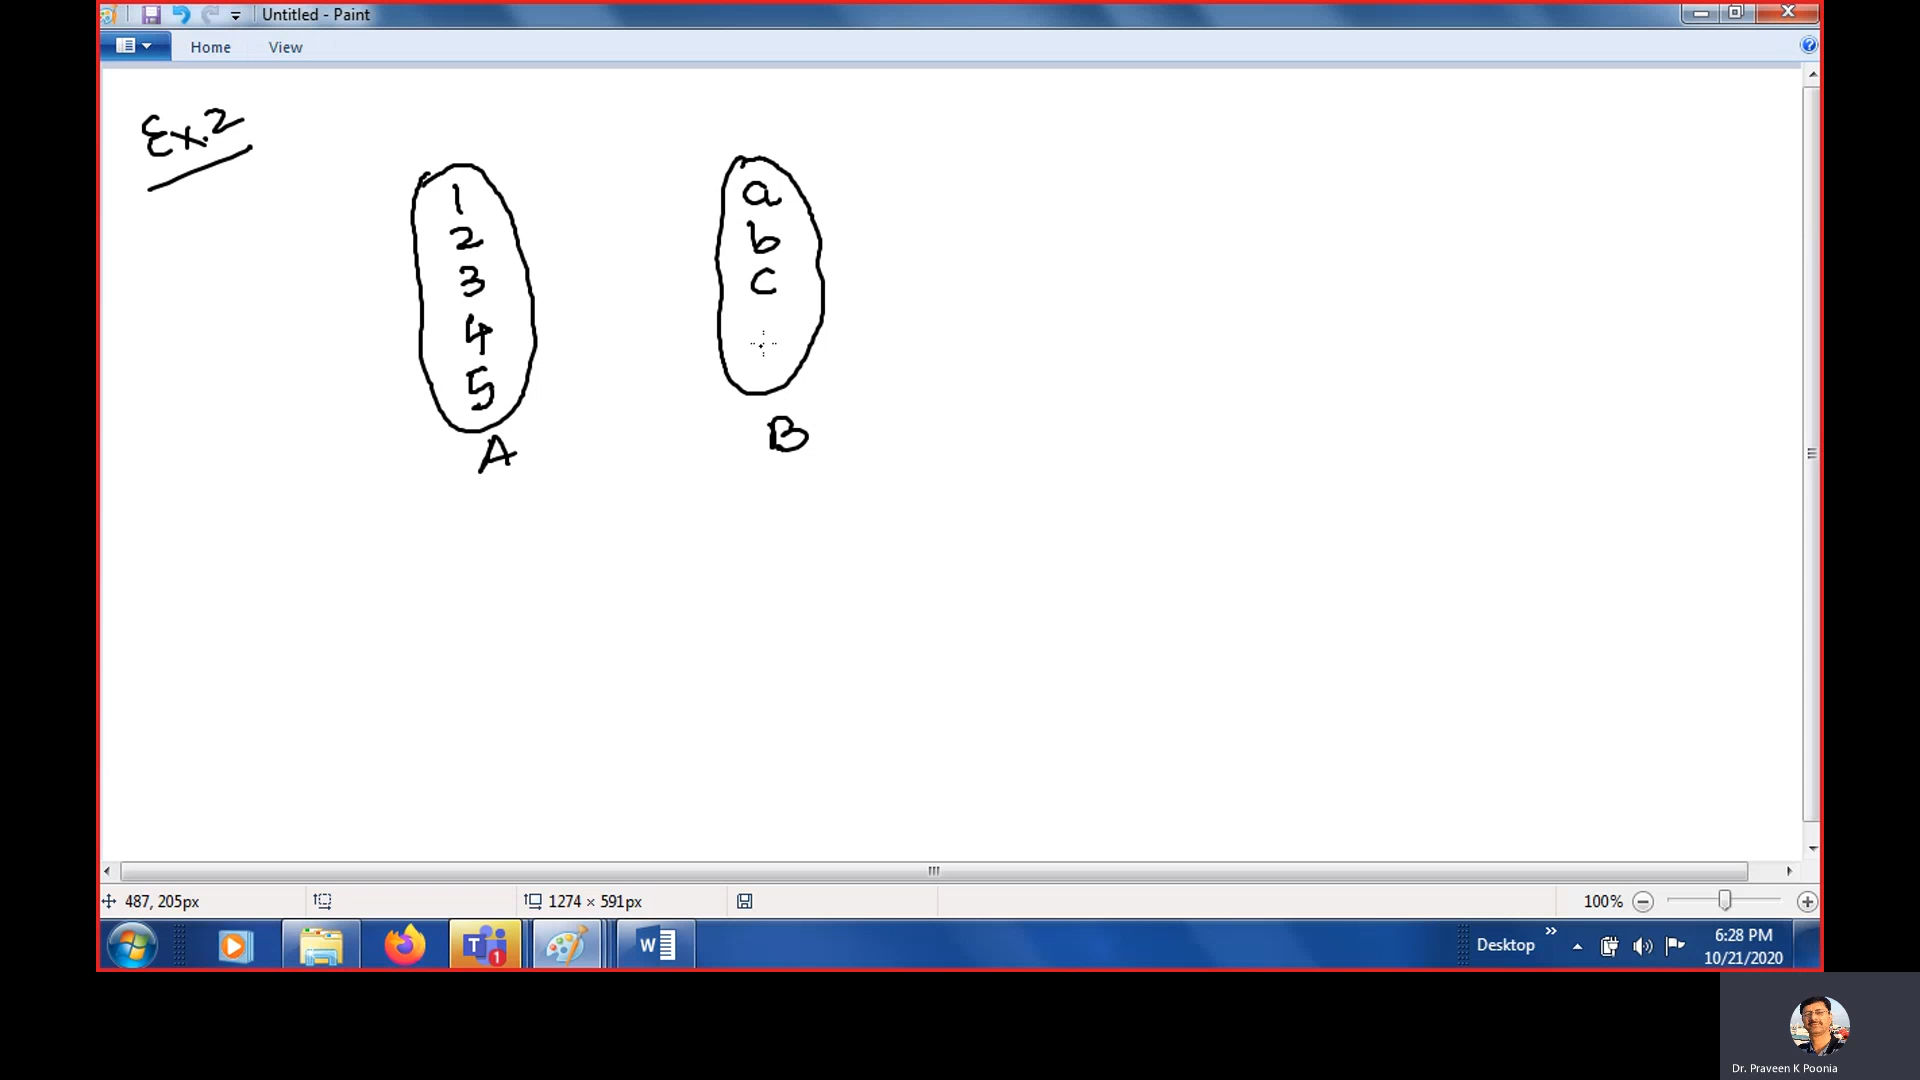 Untitled - Paint
Home View
Ex.2
1
2
3
4
5
A
a
b
c
B
487, 205px
1274 × 591px
100%
T 1
W
Desktop
6:28 PM
10/21/2020
Dr. Praveen K Poonia